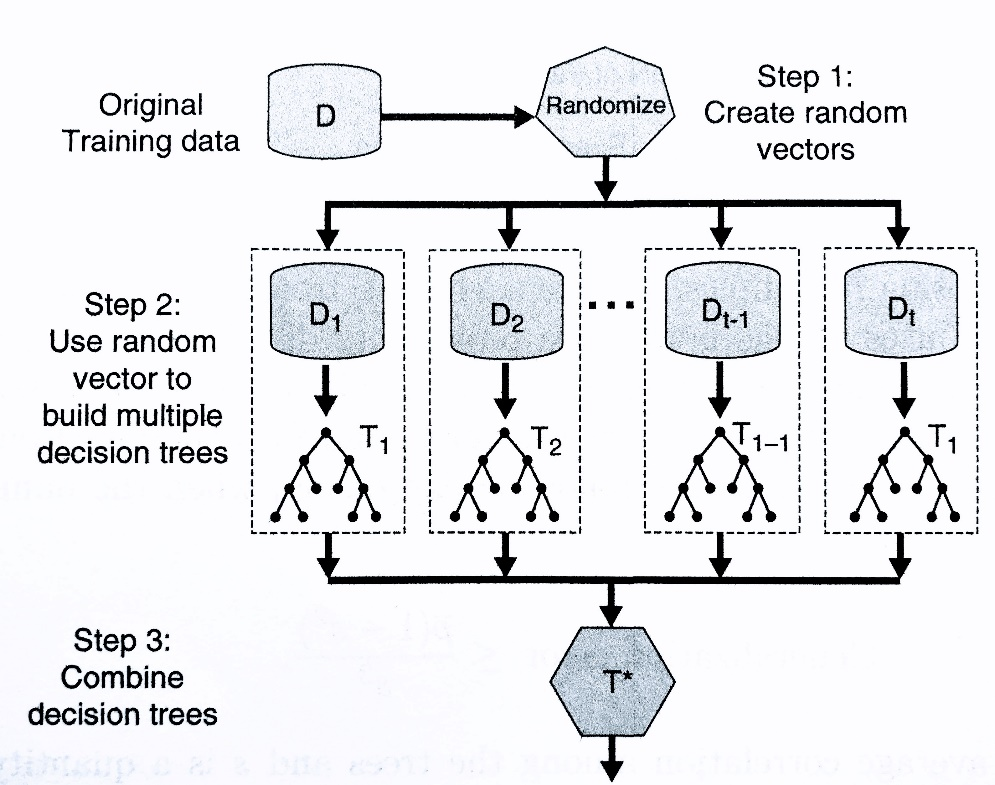 Original
Training data
D
Randomize
Step 1:
Create random
vectors
Step 2:
Use random
vector to
build multiple
decision trees
D1
D2
...
Dt-1
Dt
T1
T2
T1–1
T1
Step 3:
Combine
decision trees
T*